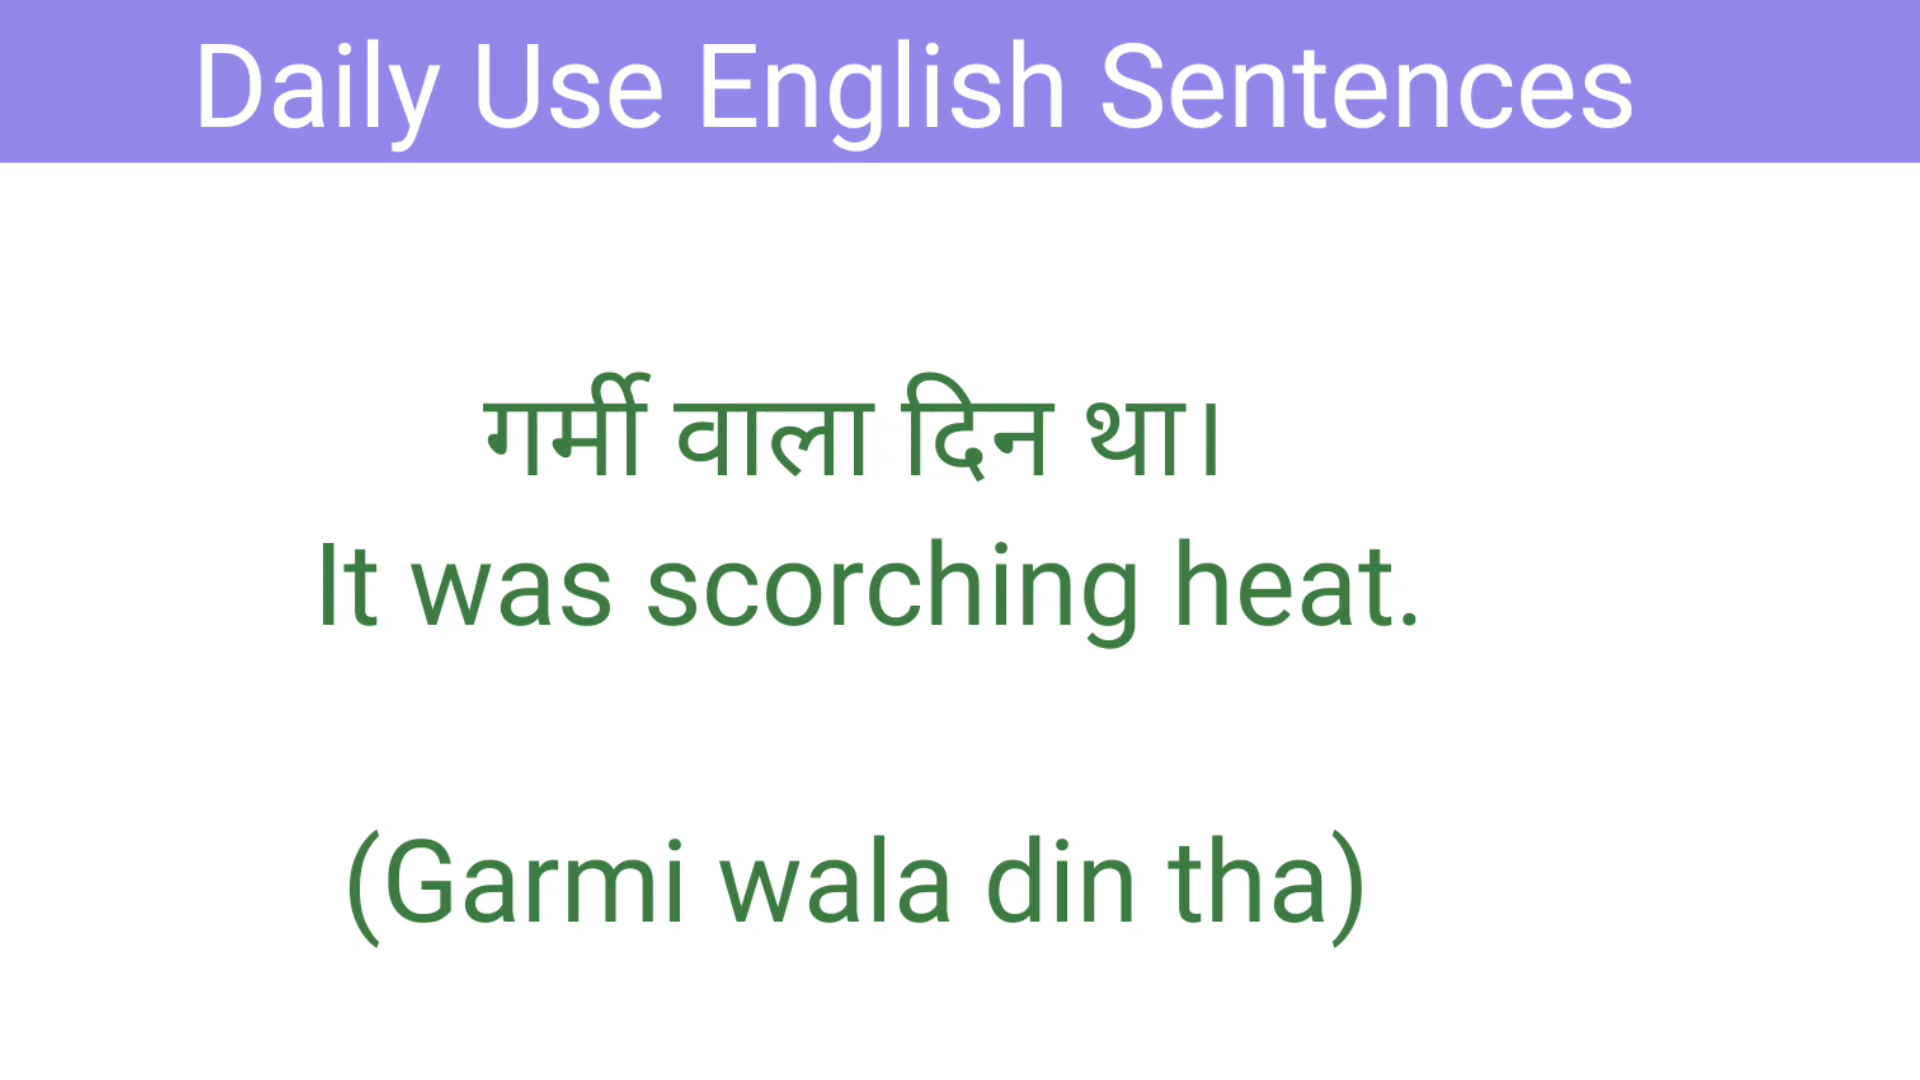 Daily Use English Sentences
गर्मी वाला दिन था।
It was scorching heat.
(Garmi wala din tha)